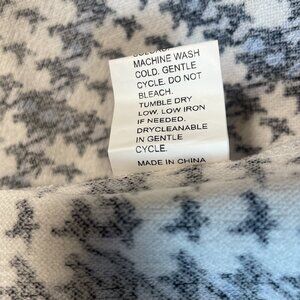 MACHINE WASH
COLD. GENTLE
CYCLE. DO NOT
BLEACH.
TUMBLE DRY
LOW. LOW IRON
IF NEEDED.
DRYCLEANABLE
IN GENTLE
CYCLE.
MADE IN CHINA